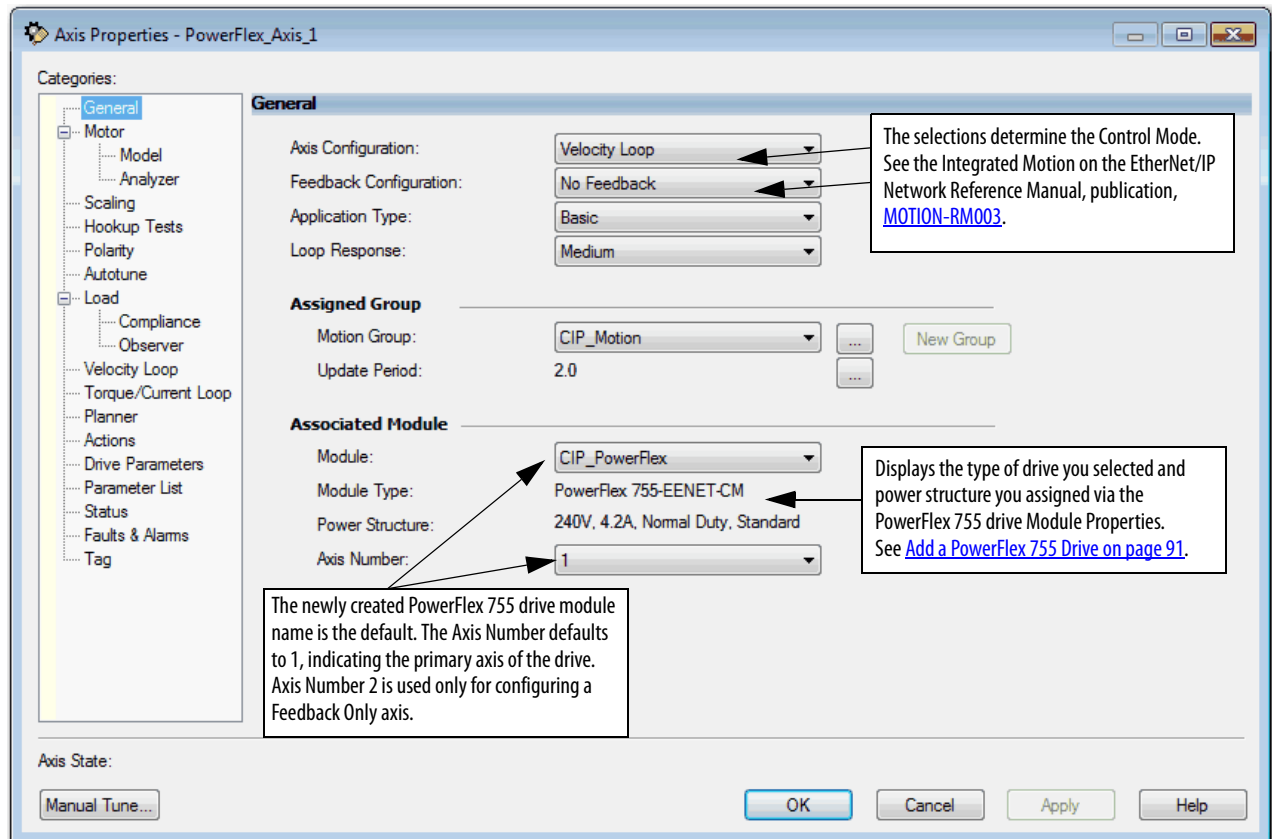 Axis Properties - PowerFlex_Axis_1
Categories:
General
Motor
Model
Analyzer
Scaling
Hookup Tests
Polarity
Autotune
Load
Compliance
Observer
Velocity Loop
Torque/Current Loop
Planner
Actions
Drive Parameters
Parameter List
Status
Faults & Alarms
Tag
General
Axis Configuration: Velocity Loop
Feedback Configuration: No Feedback
Application Type: Basic
Loop Response: Medium
The selections determine the Control Mode.
See the Integrated Motion on the EtherNet/IP
Network Reference Manual, publication,
MOTION-RM003.
Assigned Group
Motion Group: CIP_Motion ... New Group
Update Period: 2.0 ...
Associated Module
Module: CIP_PowerFlex
Module Type: PowerFlex 755-EENET-CM
Power Structure: 240V, 4.2A, Normal Duty, Standard
Axis Number: 1
Displays the type of drive you selected and
power structure you assigned via the
PowerFlex 755 drive Module Properties.
See Add a PowerFlex 755 Drive on page 91.
The newly created PowerFlex 755 drive module
name is the default. The Axis Number defaults
to 1, indicating the primary axis of the drive.
Axis Number 2 is used only for configuring a
Feedback Only axis.
Axis State:
Manual Tune... OK Cancel Apply Help